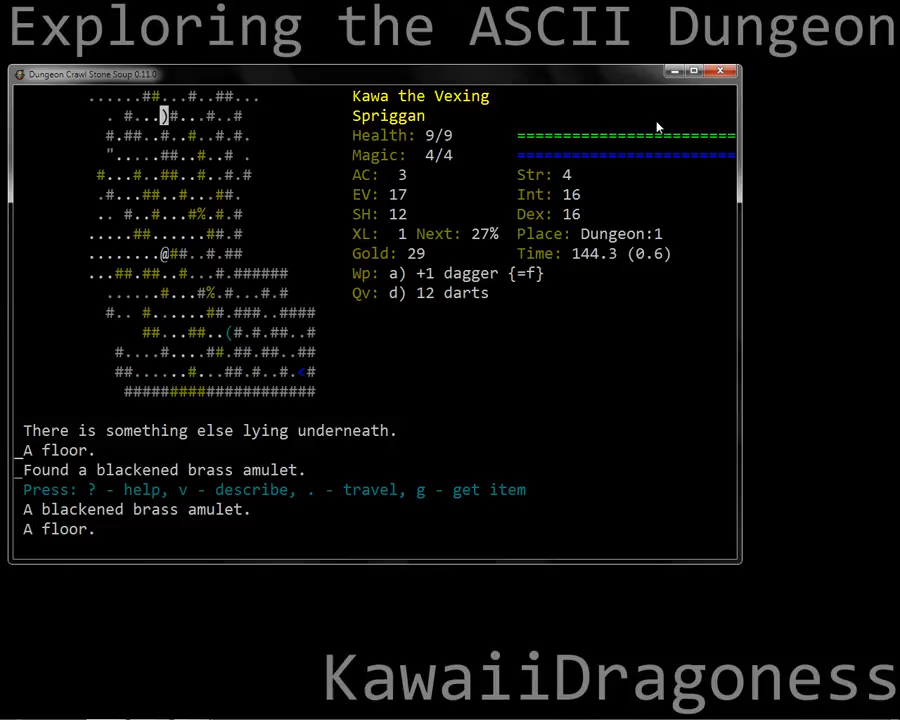 Exploring the ASCII Dungeon
Dungeon Crawl Stone Soup 0.11.0
......##...#..##...
. #...)#...#..#
#.##..#..#..#.#.
".....##..#..# .
#...#...##..#.#
.#...##..#...##.
.. #..#...#%.#.#
.....##......##.#
........@##..#.##
...##.##..#...#.######
......#...#%.#...#.#
#.. #......##.###..####
##...##..(#.#.##..#
#....#....##.##.##..##
##......#...##.#..#.<#
#####################
Kawa the Vexing
Spriggan
Health: 9/9 ========================
Magic: 4/4 ========================
AC: 3 Str: 4
EV: 17 Int: 16
SH: 12 Dex: 16
XL: 1 Next: 27% Place: Dungeon:1
Gold: 29 Time: 144.3 (0.6)
Wp: a) +1 dagger {=f}
Qv: d) 12 darts
There is something else lying underneath.
_A floor.
_Found a blackened brass amulet.
Press: ? - help, v - describe, . - travel, g - get item
A blackened brass amulet.
A floor.
KawaiiDragoness